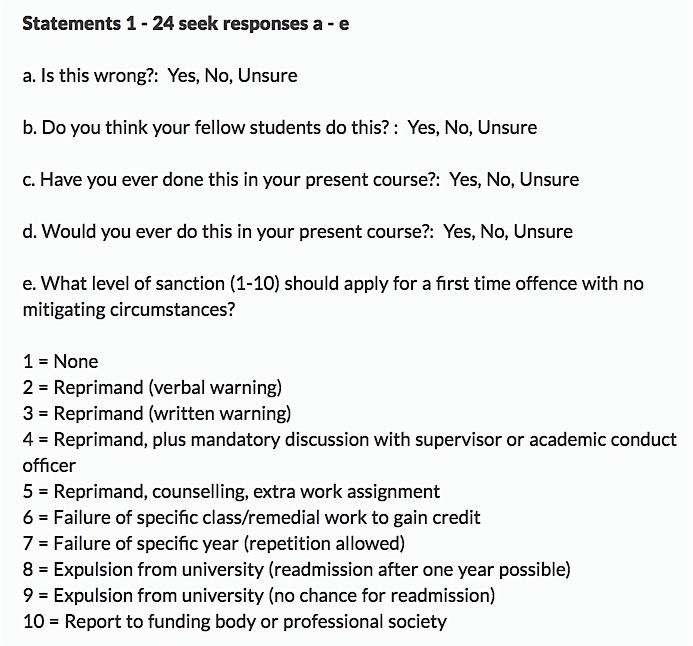 Statements 1 - 24 seek responses a - e
a. Is this wrong?:  Yes, No, Unsure
b. Do you think your fellow students do this? :  Yes, No, Unsure
c. Have you ever done this in your present course?:  Yes, No, Unsure
d. Would you ever do this in your present course?:  Yes, No, Unsure
e. What level of sanction (1-10) should apply for a first time offence with no
mitigating circumstances?
1 = None
2 = Reprimand (verbal warning)
3 = Reprimand (written warning)
4 = Reprimand, plus mandatory discussion with supervisor or academic conduct
officer
5 = Reprimand, counselling, extra work assignment
6 = Failure of specific class/remedial work to gain credit
7 = Failure of specific year (repetition allowed)
8 = Expulsion from university (readmission after one year possible)
9 = Expulsion from university (no chance for readmission)
10 = Report to funding body or professional society